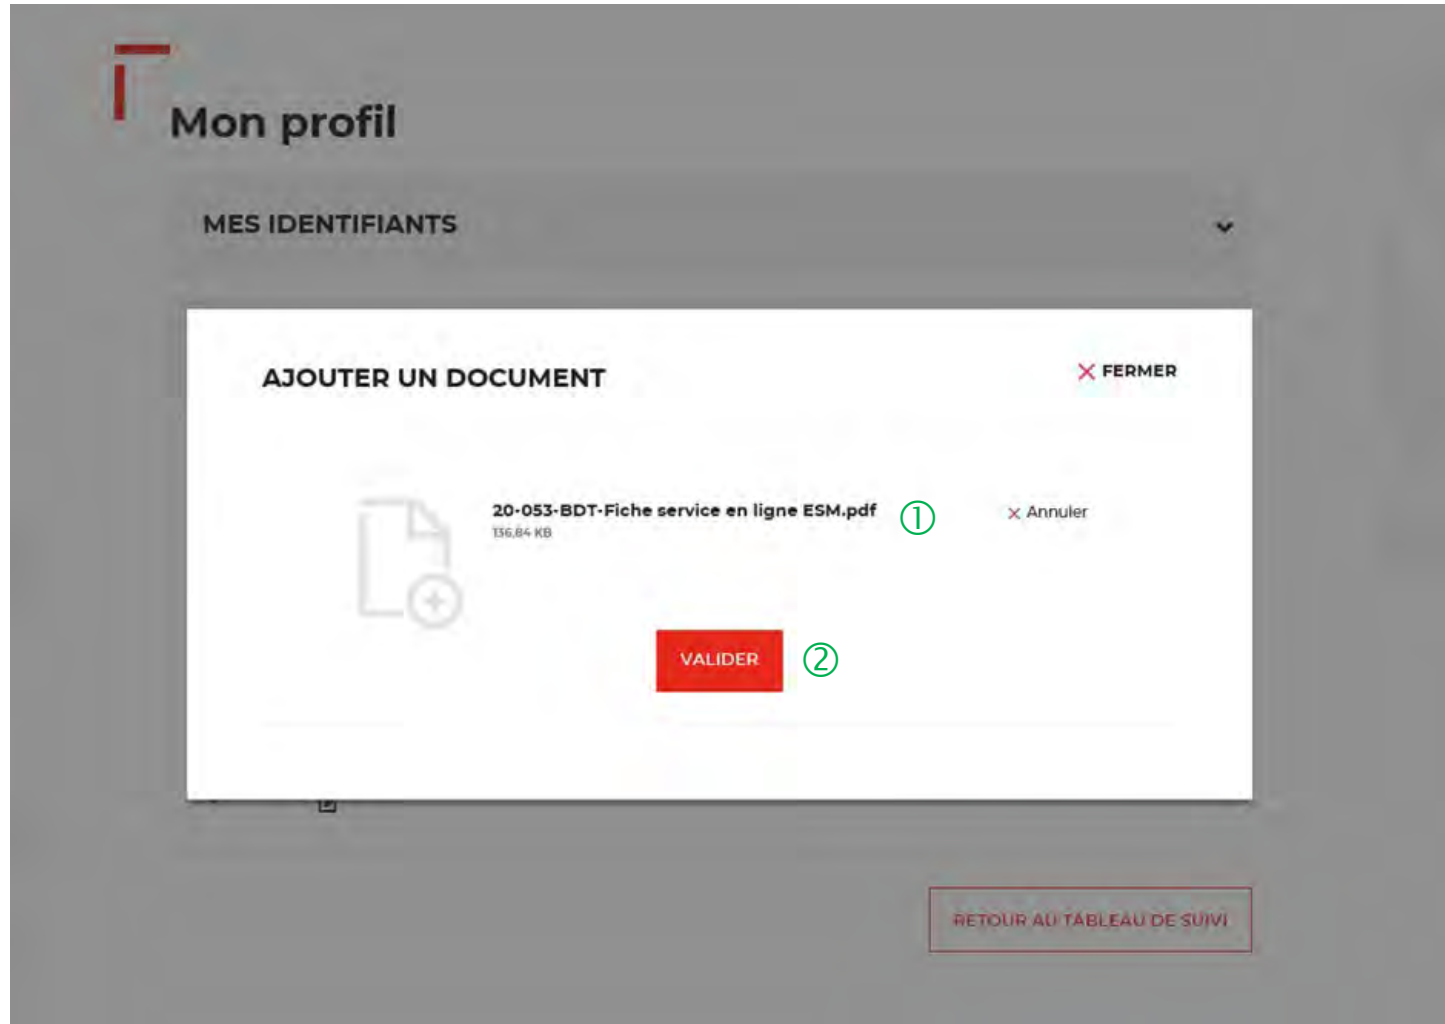 Mon profil
MES IDENTIFIANTS
AJOUTER UN DOCUMENT
FERMER
20-053-BDT-Fiche service en ligne ESM.pdf
①
Annuler
136,84 KB
VALIDER
②
RETOUR AU TABLEAU DE SUIVI